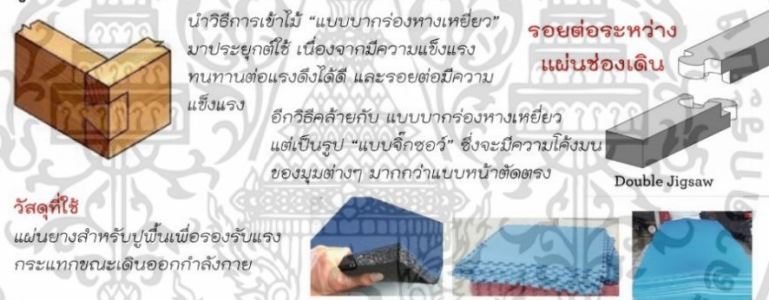 นำวิธีการเข้าไม้ “แบบบากร่องหางเหยี่ยว”
มาประยุกต์ใช้ เนื่องจากมีความแข็งแรง
ทนทานต่อแรงดึงได้ดี และรอยต่อมีความ
แข็งแรง
รอยต่อระหว่าง
แผ่นช่องเดิน
อีกวิธีคล้ายกับ แบบบากร่องหางเหยี่ยว
แต่เป็นรูป “แบบจิ๊กซอว์” ซึ่งจะมีความโค้งมน
ของมุมต่างๆ มากกว่าแบบหน้าตัดตรง
Double Jigsaw
วัสดุที่ใช้
แผ่นยางสำหรับปูพื้นเพื่อรองรับแรง
กระแทกขณะเดินออกกำลังกาย